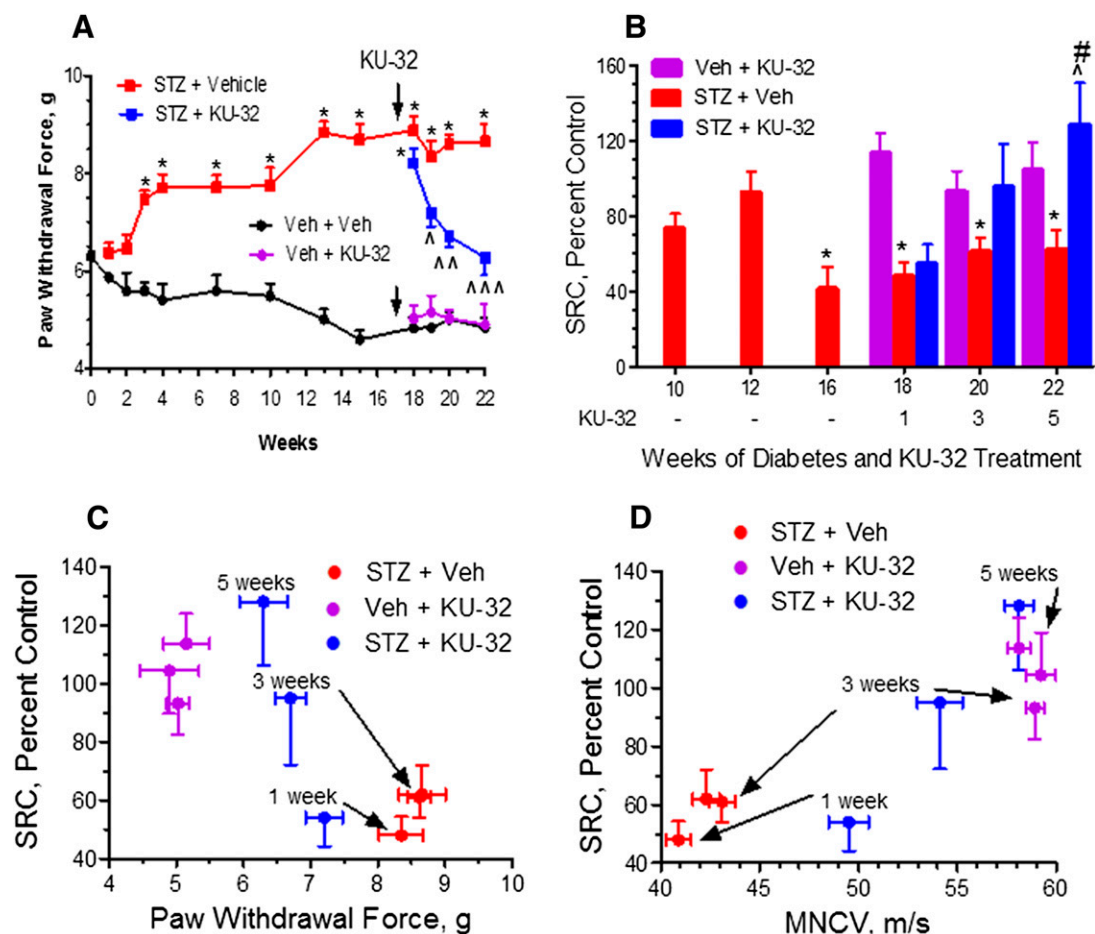 A
KU-32
10
8
6
4
Paw Withdrawal Force, g
STZ + Vehicle
STZ + KU-32
* * * * * * * * * *
*
^
^^
^^^
Veh + Veh
Veh + KU-32
0 2 4 6 8 10 12 14 16 18 20 22
Weeks
B
160
120
80
40
0
SRC, Percent Control
Veh + KU-32
STZ + Veh
STZ + KU-32
#
^
* * * *
10 12 16 18 20 22
KU-32 - - - 1 3 5
Weeks of Diabetes and KU-32 Treatment
C
140
120
100
80
60
40
SRC, Percent Control
5 weeks
3 weeks
1 week
STZ + Veh
Veh + KU-32
STZ + KU-32
4 5 6 7 8 9 10
Paw Withdrawal Force, g
D
STZ + Veh
Veh + KU-32
STZ + KU-32
140
120
100
80
60
40
SRC, Percent Control
5 weeks
3 weeks
1 week
40 45 50 55 60
MNCV, m/s